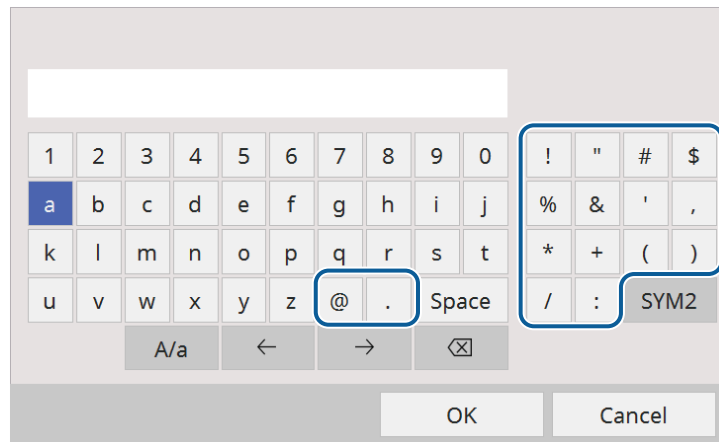 1 2 3 4 5 6 7 8 9 0 ! " # $
a b c d e f g h i j % & ' ,
k l m n o p q r s t * + ( )
u v w x y z @ . Space / : SYM2
A/a ← →
OK Cancel